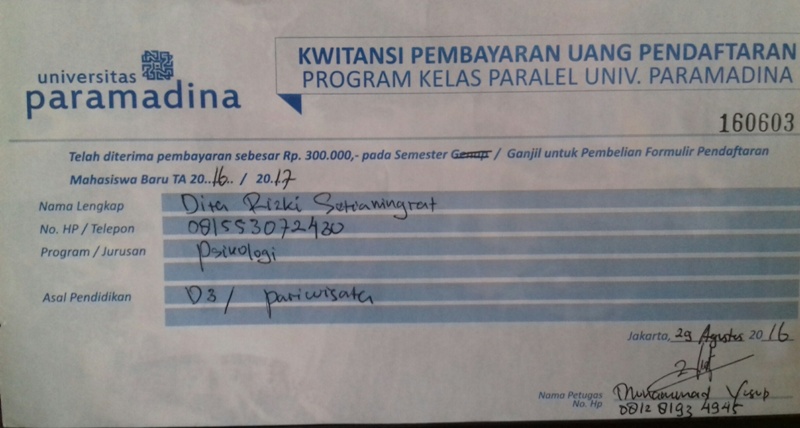 universitas
paramadina
KWITANSI PEMBAYARAN UANG PENDAFTARAN
PROGRAM KELAS PARALEL UNIV. PARAMADINA
160603
Telah diterima pembayaran sebesar Rp. 300.000,- pada Semester Genap / Ganjil untuk Pembelian Formulir Pendaftaran
Mahasiswa Baru TA 20..16.. / 20.17
Nama Lengkap Dita Rizki Setianingrat
No. HP / Telepon 081553072430
Program / Jurusan Psikologi
Asal Pendidikan D3 / pariwisata
Jakarta, 29 Agustus 2016
Nama Petugas Muhammad Yusup
No. Hp 0812 8193 4945